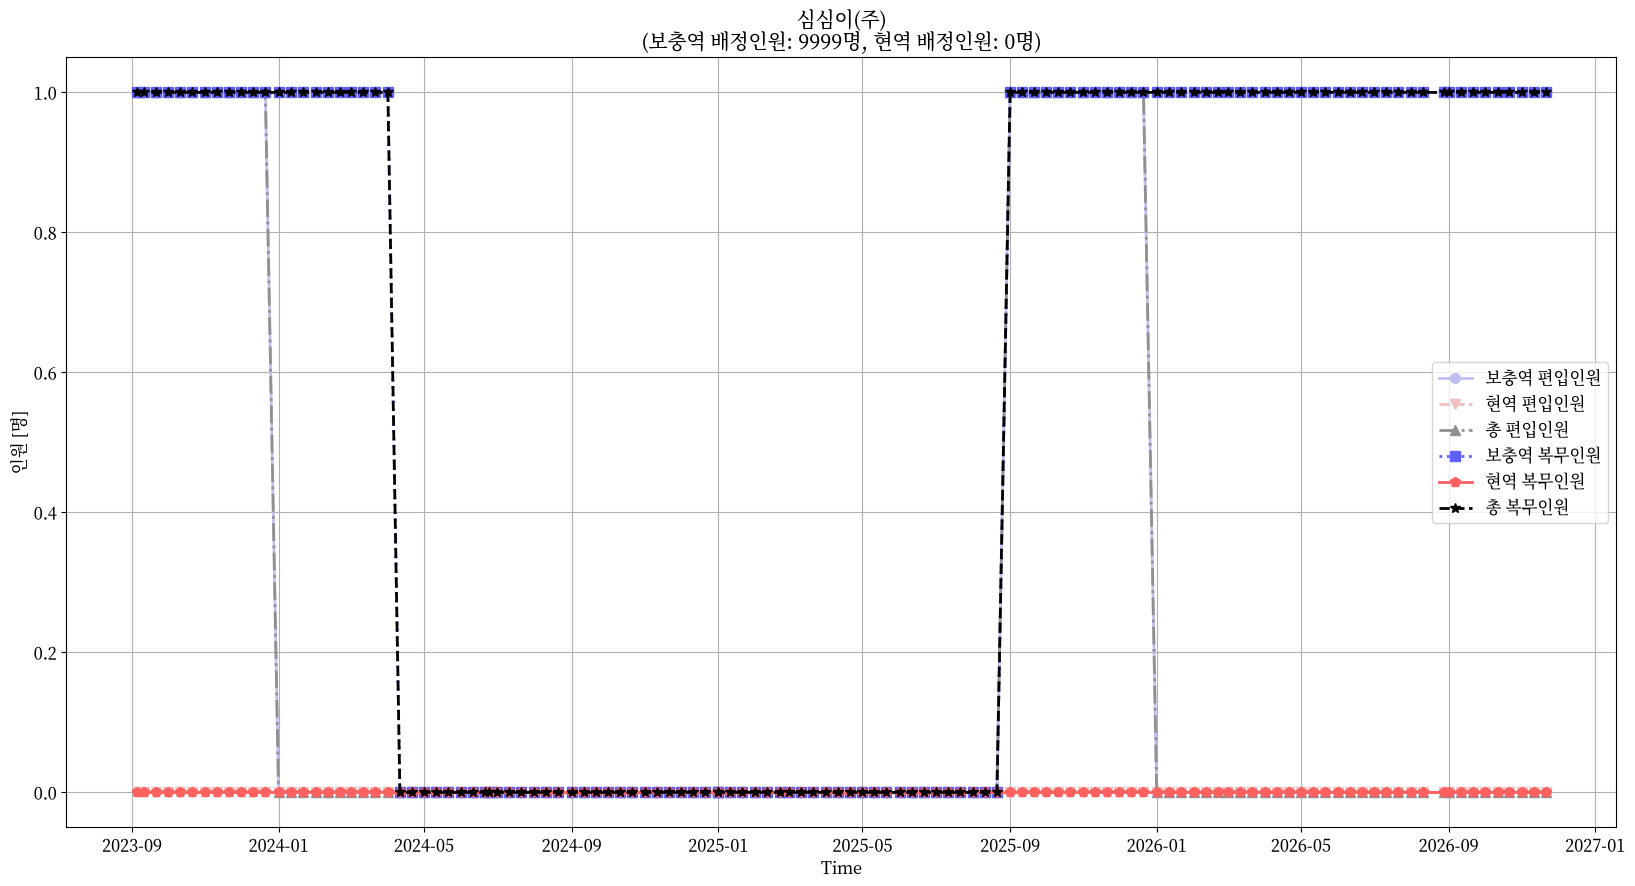 심심이(주)
(보충역 배정인원: 9999명, 현역 배정인원: 0명)
인원 [명]
1.0
0.8
0.6
0.4
0.2
0.0
보충역 편입인원
현역 편입인원
총 편입인원
보충역 복무인원
현역 복무인원
총 복무인원
2023-09 2024-01 2024-05 2024-09 2025-01 2025-05 2025-09 2026-01 2026-05 2026-09 2027-01
Time